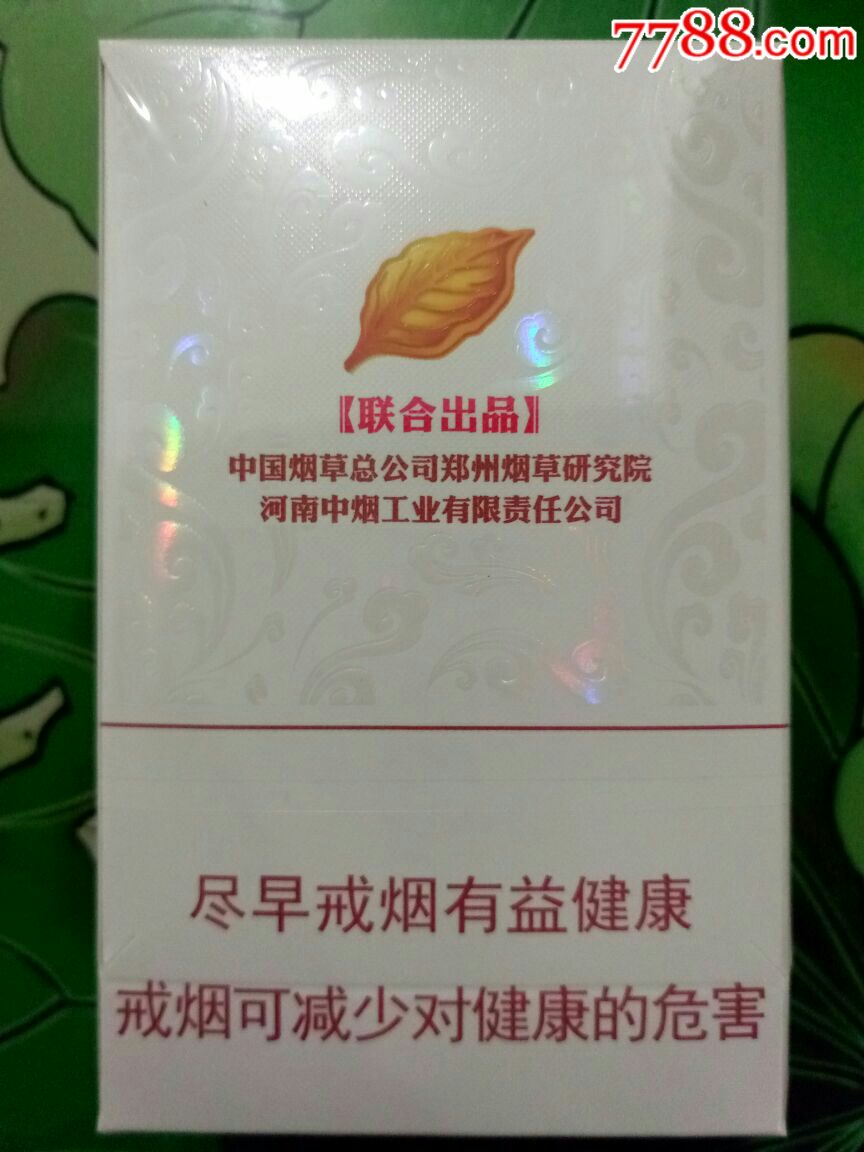 7788.com
【联合出品】
中国烟草总公司郑州烟草研究院
河南中烟工业有限责任公司
尽早戒烟有益健康
戒烟可减少对健康的危害